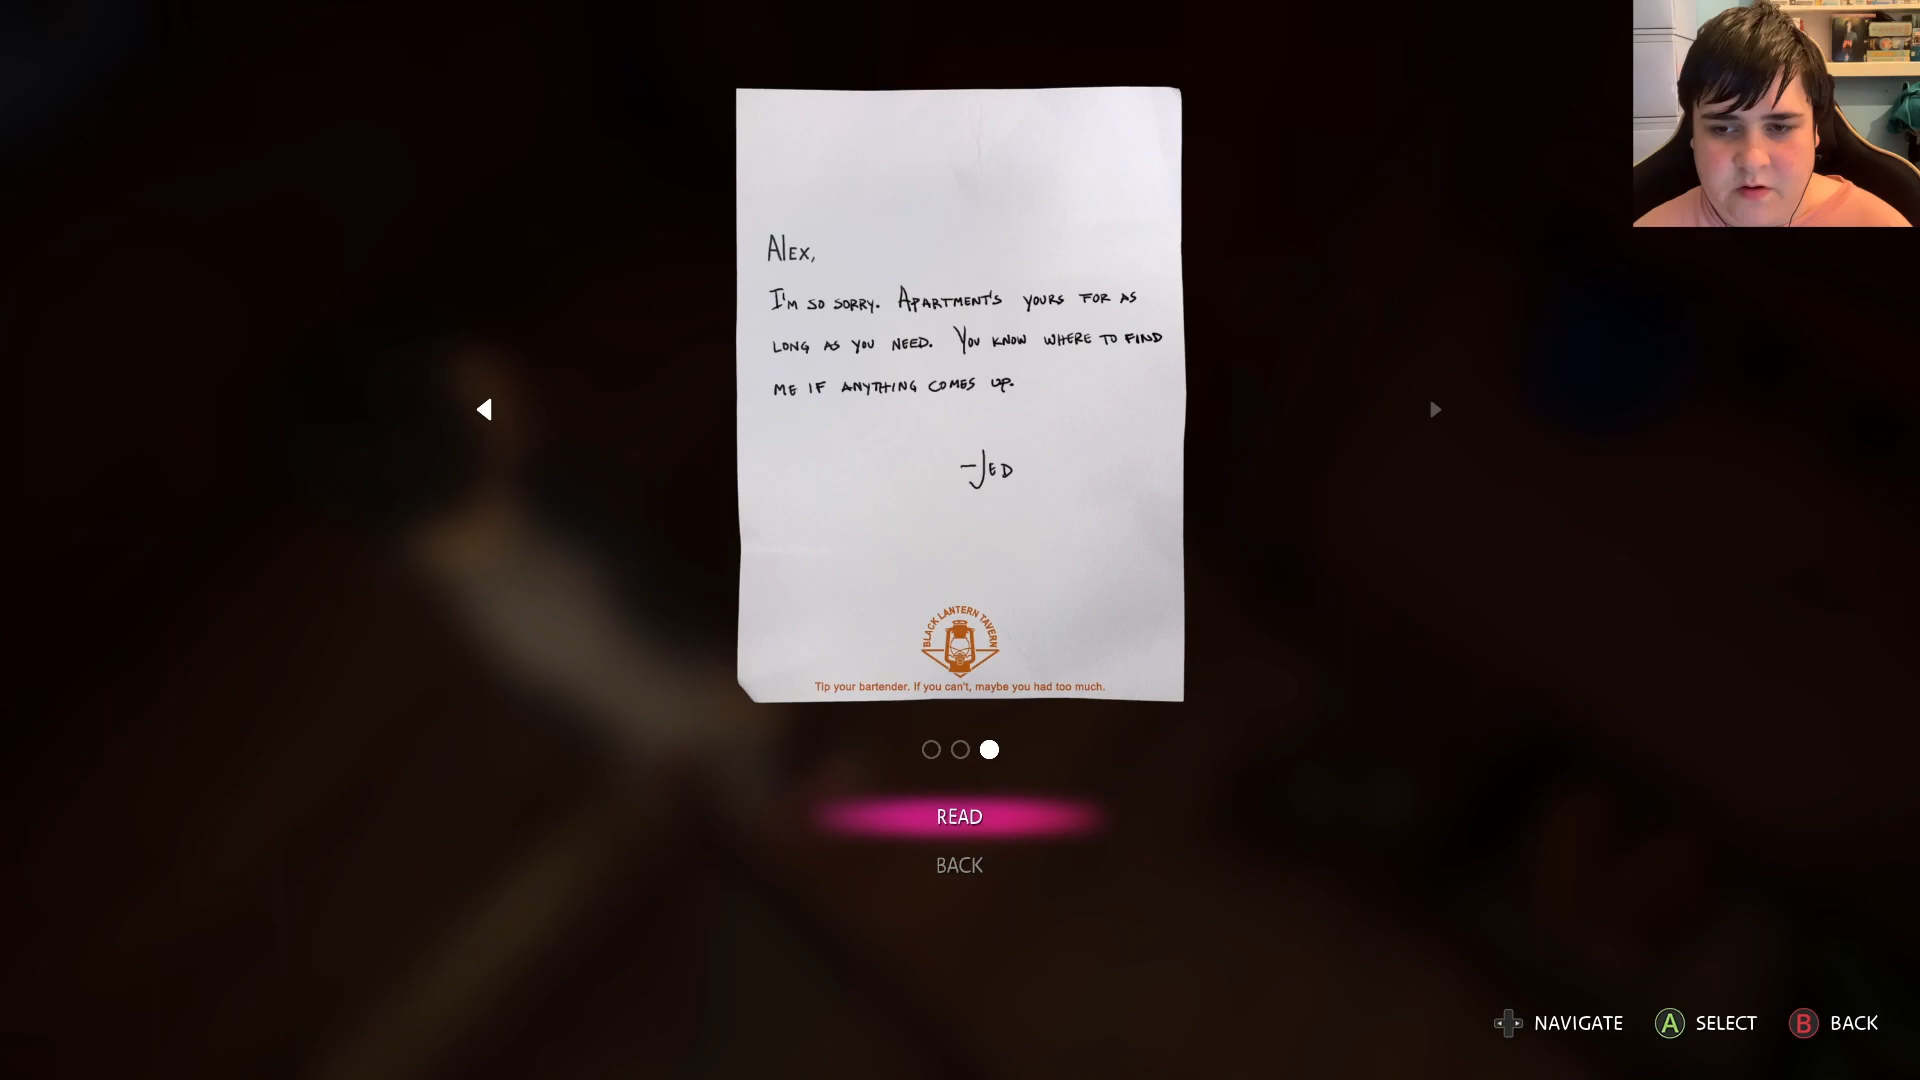 Alex,
I'm so sorry. Apartment's yours for as
long as you need. You know where to find
me if anything comes up.
-Jed
BLACK LANTERN TAVERN
Tip your bartender. If you can't, maybe you had too much.
READ
BACK
NAVIGATE A SELECT B BACK